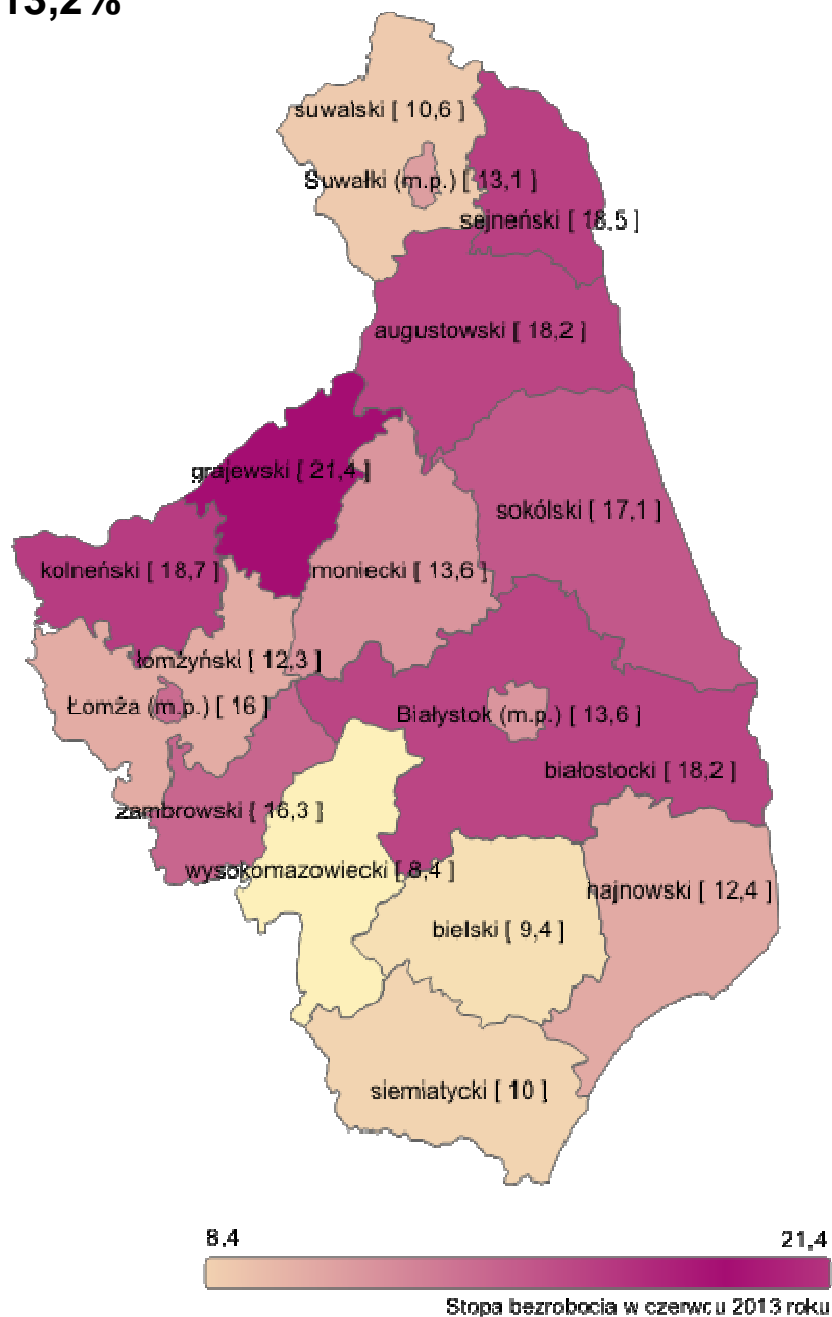 13,2%
suwalski [ 10,6 ]
Suwałki (m.p.) [ 13,1 ]
sejneński [ 18,5 ]
augustowski [ 18,2 ]
grajewski [ 21,4 ]
sokólski [ 17,1 ]
kolneński [ 18,7 ]
moniecki [ 13,6 ]
łomżyński [ 12,3 ]
Łomża (m.p.) [ 16 ]
Białystok (m.p.) [ 13,6 ]
białostocki [ 18,2 ]
zambrowski [ 16,3 ]
wysokomazowiecki [ 8,4 ]
hajnowski [ 12,4 ]
bielski [ 9,4 ]
siemiatycki [ 10 ]
8,4 21,4
Stopa bezrobocia w czerwcu 2013 roku